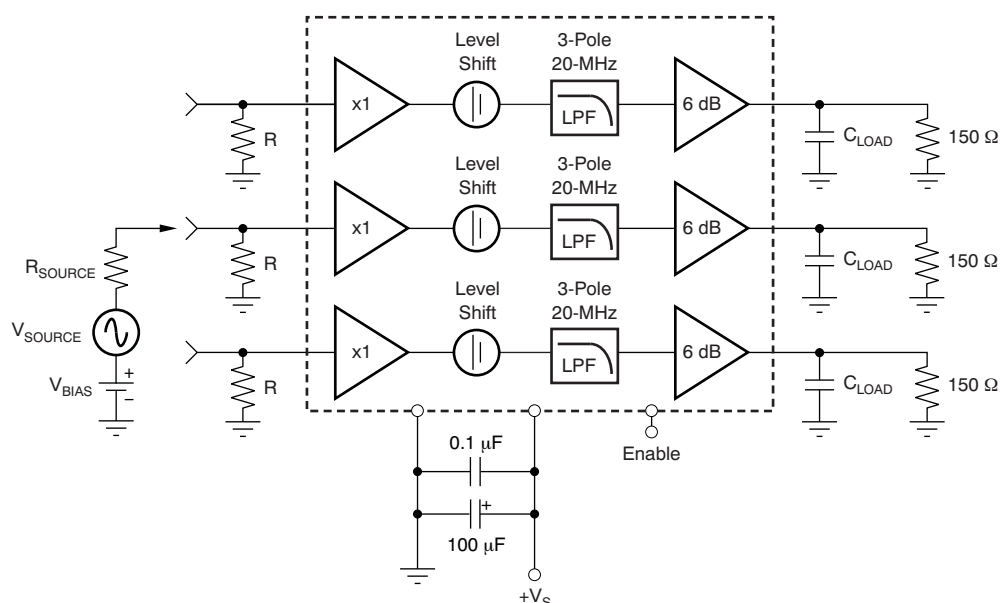 Level
Shift
3-Pole
20-MHz
x1
LPF
6 dB
R
C_LOAD
150 Ω
Level
Shift
3-Pole
20-MHz
x1
LPF
6 dB
R_SOURCE
R
C_LOAD
150 Ω
Level
Shift
3-Pole
20-MHz
V_SOURCE
x1
LPF
6 dB
V_BIAS
+
−
R
C_LOAD
150 Ω
0.1 µF
Enable
+
100 µF
+V_S